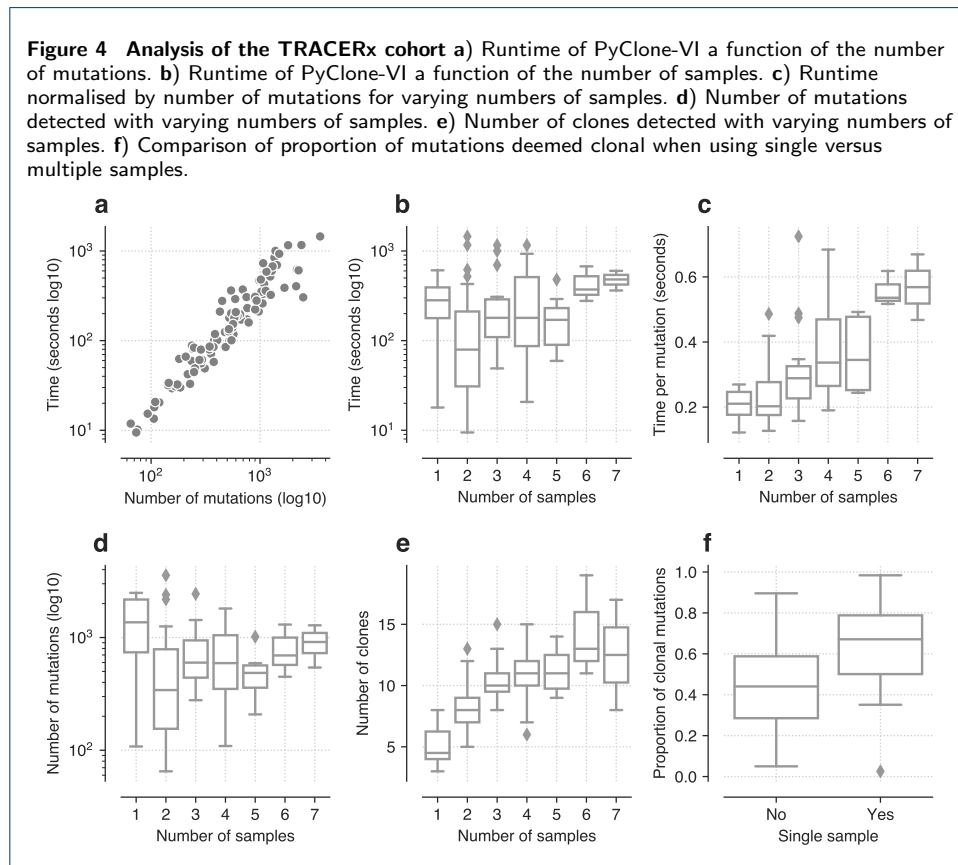 Figure 4 Analysis of the TRACERx cohort a) Runtime of PyClone-VI a function of the number
of mutations. b) Runtime of PyClone-VI a function of the number of samples. c) Runtime
normalised by number of mutations for varying numbers of samples. d) Number of mutations
detected with varying numbers of samples. e) Number of clones detected with varying numbers of
samples. f) Comparison of proportion of mutations deemed clonal when using single versus
multiple samples.
a
Time (seconds log10)
10³
10²
10¹
10² 10³
Number of mutations (log10)
b
Time (seconds log10)
10³
10²
10¹
1 2 3 4 5 6 7
Number of samples
c
Time per mutation (seconds)
0.6
0.4
0.2
1 2 3 4 5 6 7
Number of samples
d
Number of mutations (log10)
10³
10²
1 2 3 4 5 6 7
Number of samples
e
Number of clones
15
10
5
1 2 3 4 5 6 7
Number of samples
f
Proportion of clonal mutations
1.0
0.8
0.6
0.4
0.2
0.0
No Yes
Single sample